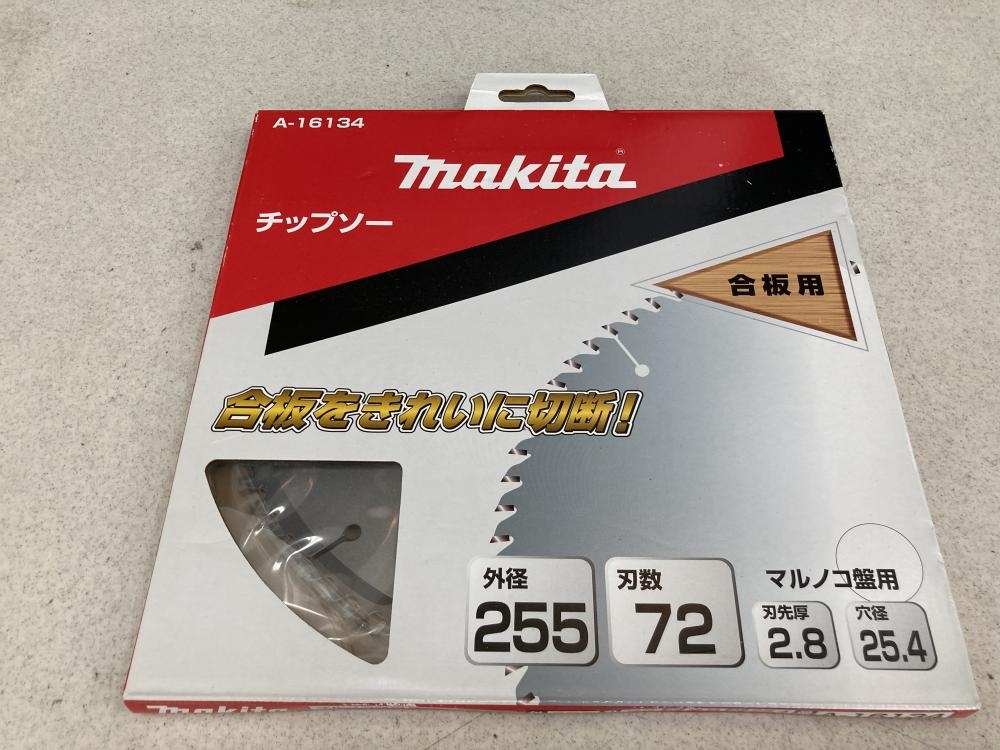 A-16134
makita®
チップソー
合板用
合板をきれいに切断!
外径
255
刃数
72
マルノコ盤用
刃先厚
2.8
穴径
25.4
makita
A-16134